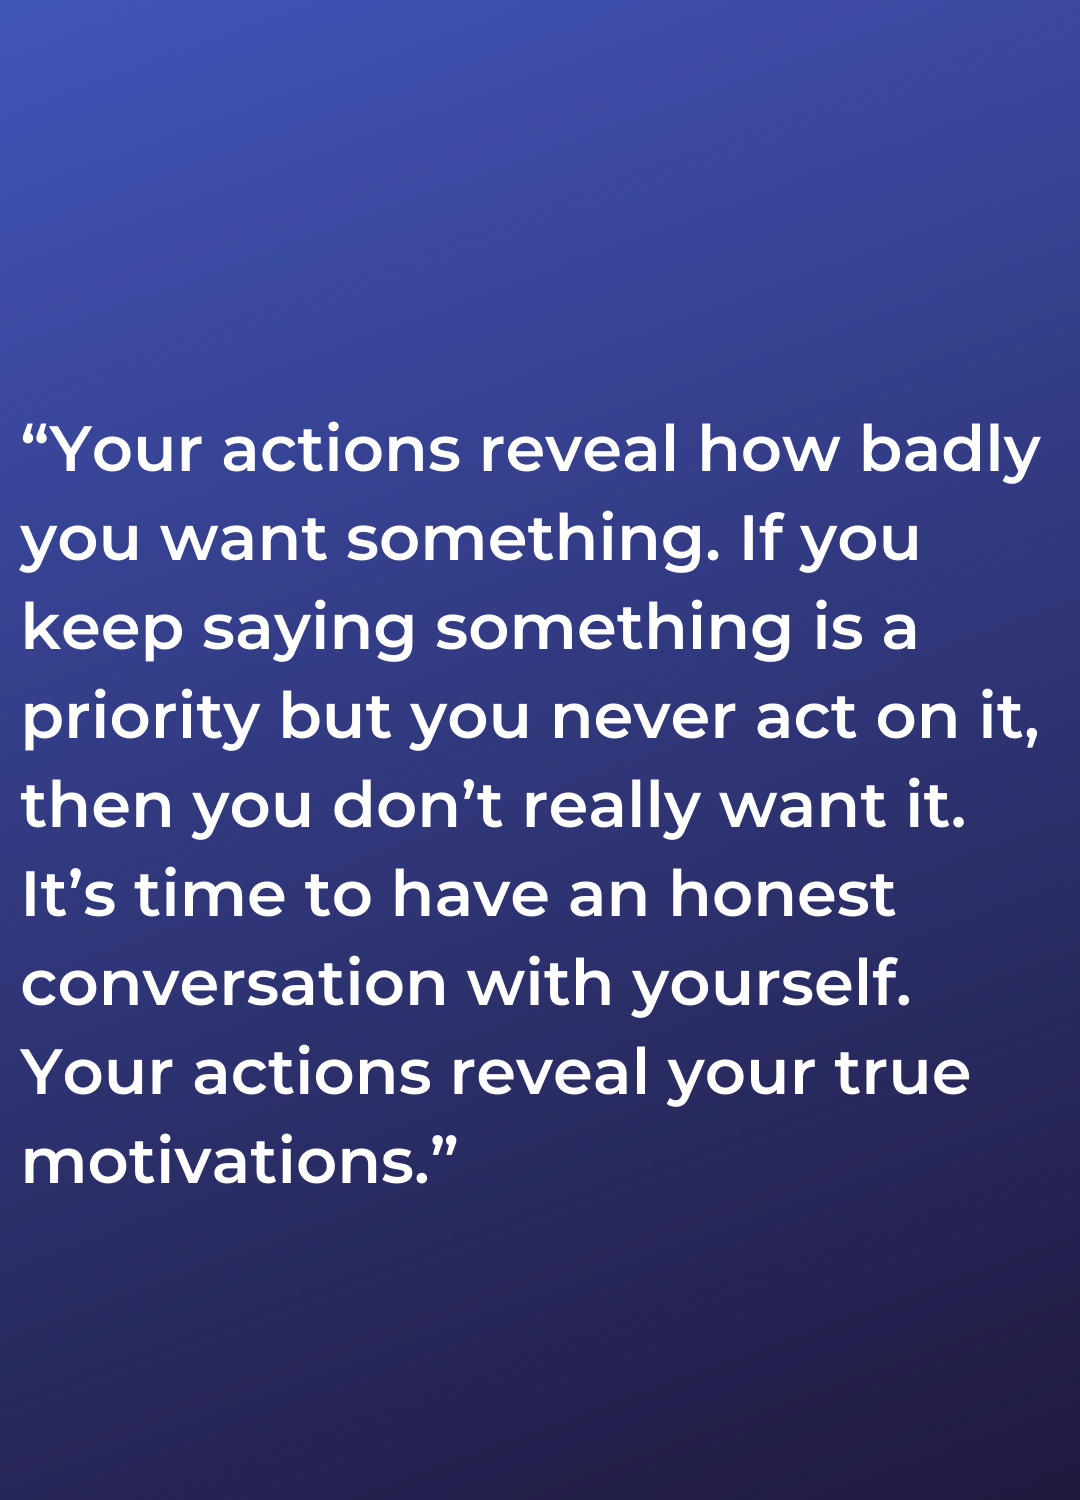 “Your actions reveal how badly
you want something. If you
keep saying something is a
priority but you never act on it,
then you don’t really want it.
It’s time to have an honest
conversation with yourself.
Your actions reveal your true
motivations.”